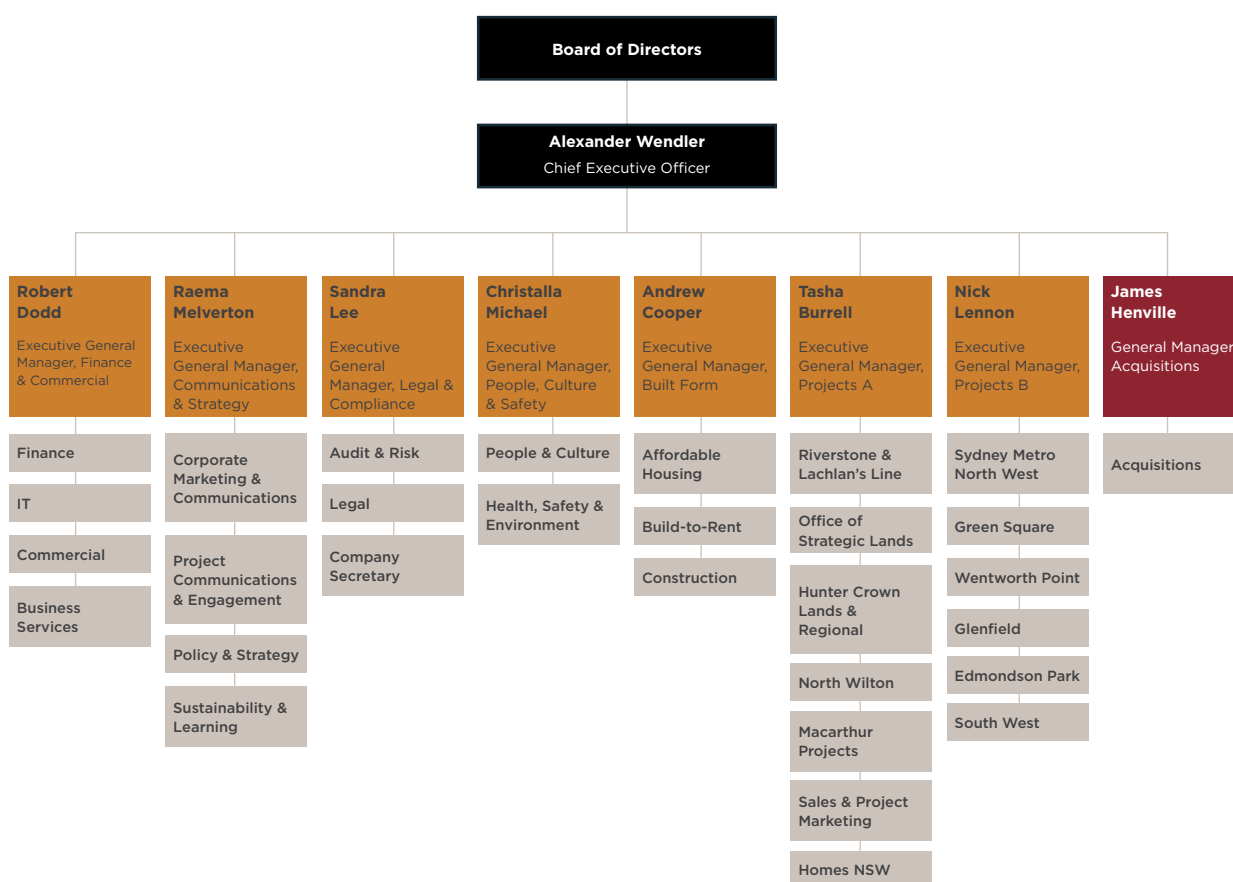 Board of Directors
Alexander Wendler
Chief Executive Officer
Robert
Dodd
Executive General
Manager, Finance
& Commercial
Finance
IT
Commercial
Business
Services
Raema
Melverton
Executive
General Manager,
Communications
& Strategy
Corporate
Marketing &
Communications
Project
Communications
& Engagement
Policy & Strategy
Sustainability &
Learning
Sandra
Lee
Executive
General
Manager, Legal &
Compliance
Audit & Risk
Legal
Company
Secretary
Christalla
Michael
Executive
General Manager,
People, Culture
& Safety
People & Culture
Health, Safety &
Environment
Andrew
Cooper
Executive
General Manager,
Built Form
Affordable
Housing
Build-to-Rent
Construction
Tasha
Burrell
Executive
General Manager,
Projects A
Riverstone &
Lachlan’s Line
Office of
Strategic Lands
Hunter Crown
Lands &
Regional
North Wilton
Macarthur
Projects
Sales & Project
Marketing
Homes NSW
Nick
Lennon
Executive
General Manager,
Projects B
Sydney Metro
North West
Green Square
Wentworth Point
Glenfield
Edmondson Park
South West
James
Henville
General Manager
Acquisitions
Acquisitions